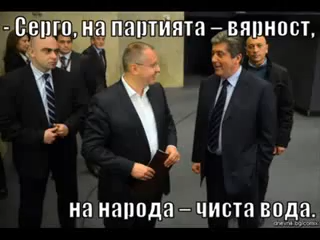 - Серго, на партията – вярност,
на народа – чиста вода.